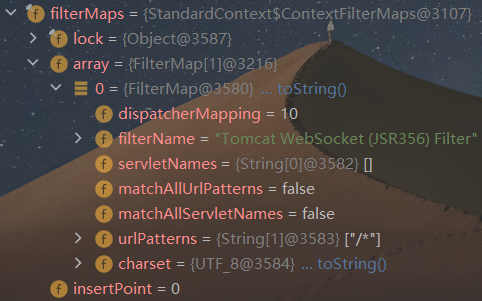 filterMaps = {StandardContext$ContextFilterMaps@3107}
lock = {Object@3587}
array = {FilterMap[1]@3216}
0 = {FilterMap@3580} ... toString()
dispatcherMapping = 10
filterName = "Tomcat WebSocket (JSR356) Filter"
servletNames = {String[0]@3582} []
matchAllUrlPatterns = false
matchAllServletNames = false
urlPatterns = {String[1]@3583} ["/*"]
charset = {UTF_8@3584} ... toString()
insertPoint = 0